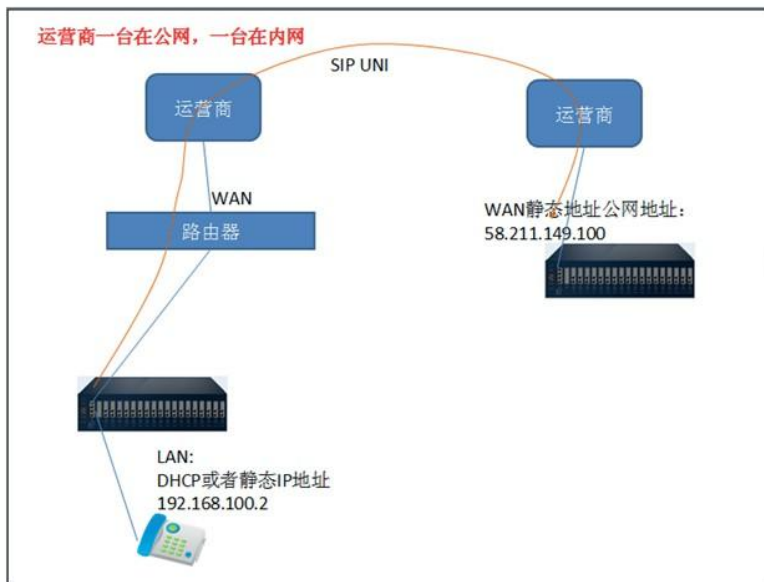 运营商一台在公网，一台在内网
SIP UNI
运营商
运营商
WAN
路由器
WAN静态地址公网地址：
58.211.149.100
LAN:
DHCP或者静态IP地址
192.168.100.2